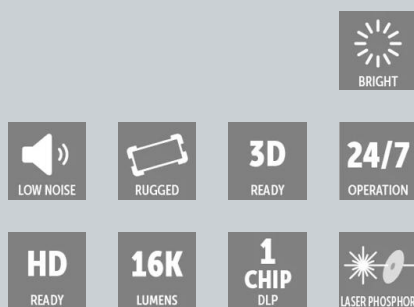 BRIGHT
LOW NOISE
RUGGED
3D
READY
24/7
OPERATION
HD
READY
16K
LUMENS
1
CHIP
DLP
LASER PHOSPHOR